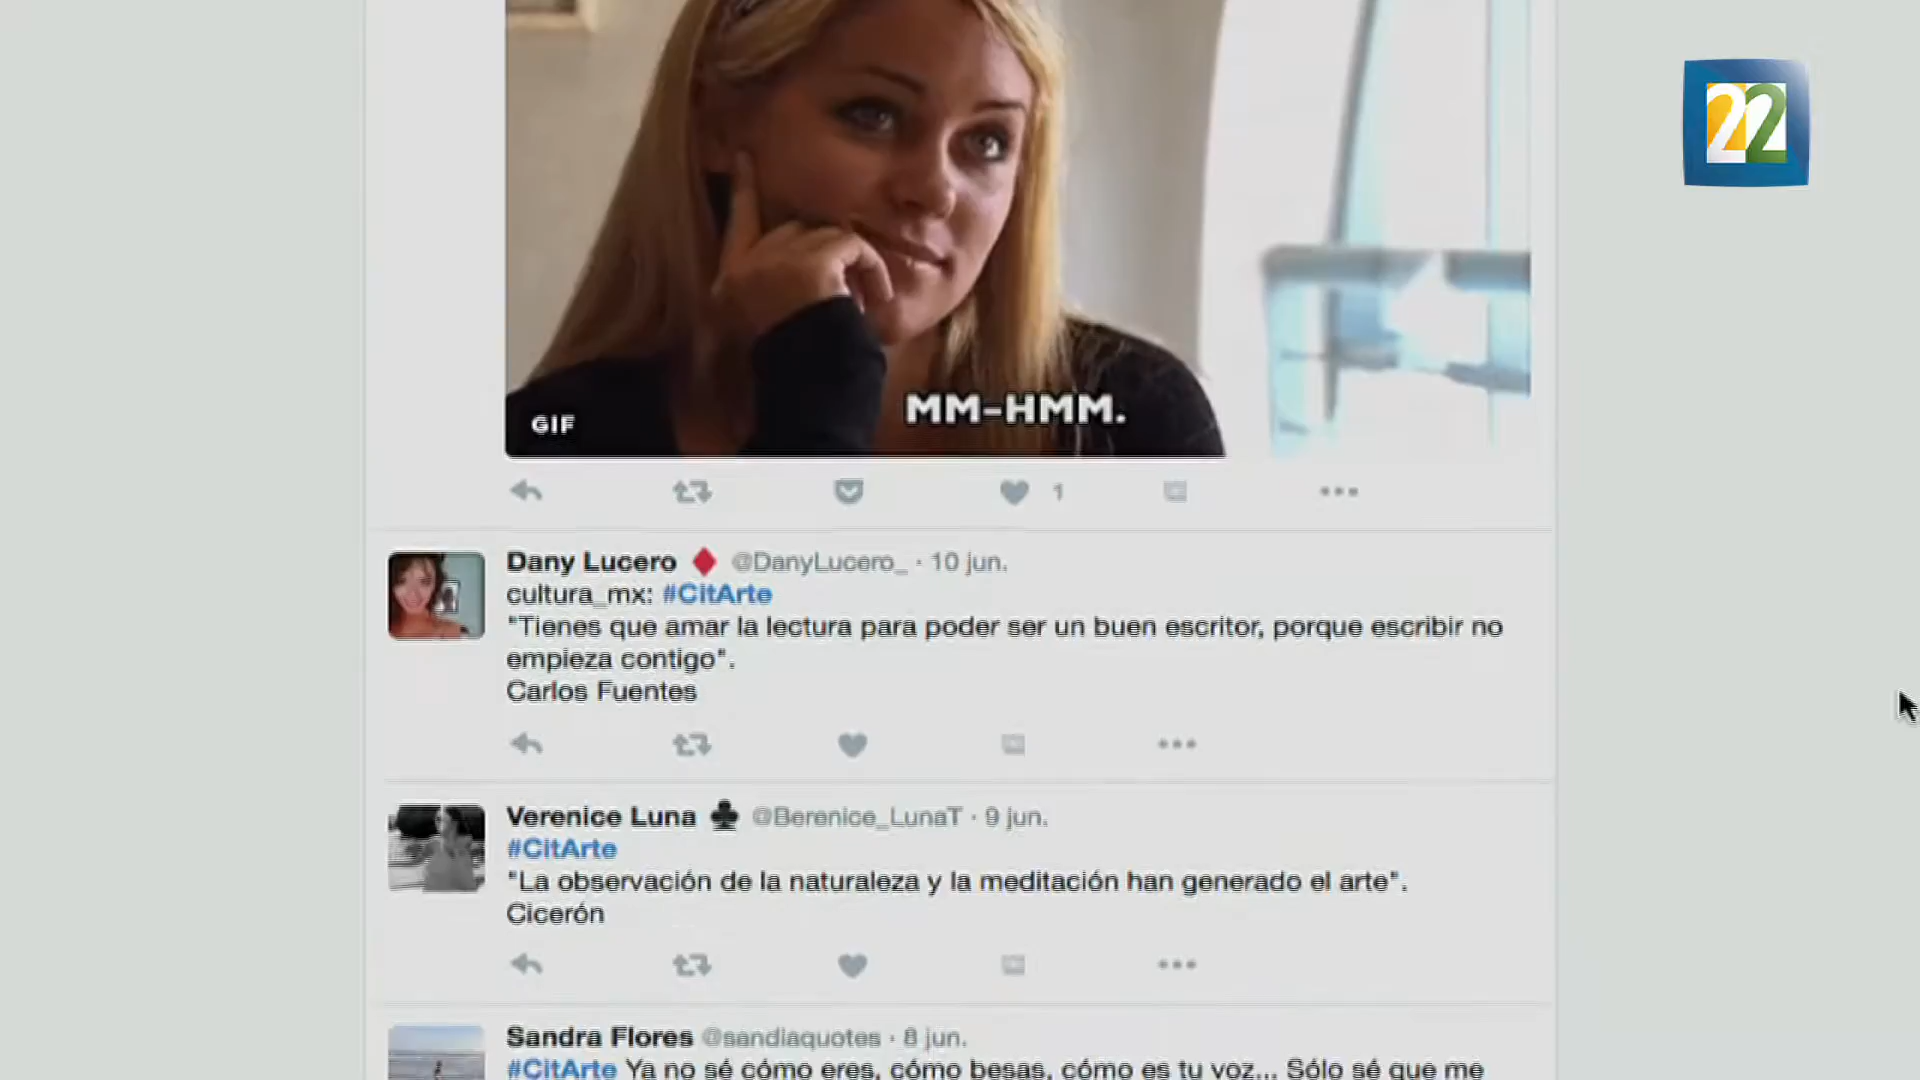 22
MM-HMM.
GIF
1
Dany Lucero @DanyLucero_ · 10 jun.
cultura_mx: #CitArte
"Tienes que amar la lectura para poder ser un buen escritor, porque escribir no
empieza contigo".
Carlos Fuentes
Verenice Luna @Berenice_LunaT · 9 jun.
#CitArte
"La observación de la naturaleza y la meditación han generado el arte".
Cicerón
Sandra Flores @sandiaquotes · 8 jun.
#CitArte Ya no sé cómo eres, cómo besas, cómo es tu voz... Sólo sé que me